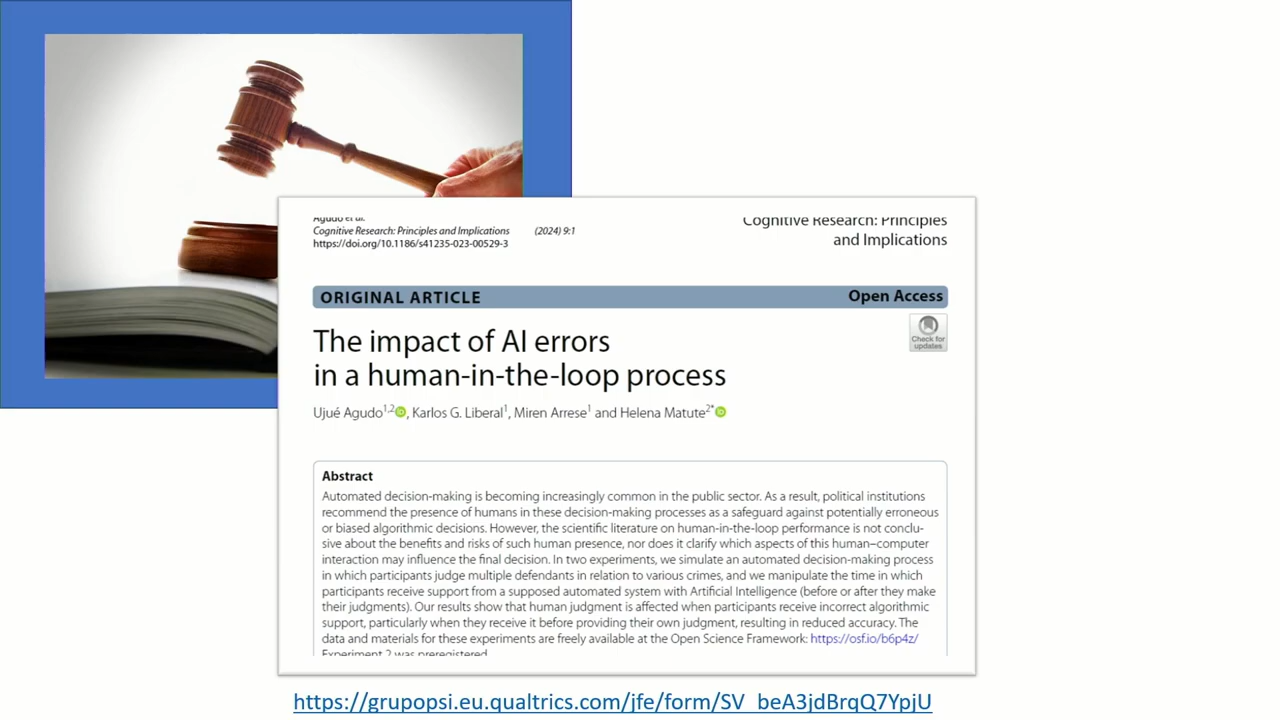 Agudo et al.
Cognitive Research: Principles and Implications (2024) 9:1
https://doi.org/10.1186/s41235-023-00529-3
Cognitive Research: Principles
and Implications
ORIGINAL ARTICLE
Open Access
Check for
updates
The impact of AI errors
in a human-in-the-loop process
Ujué Agudo1,2, Karlos G. Liberal1, Miren Arrese1 and Helena Matute2*
Abstract
Automated decision-making is becoming increasingly common in the public sector. As a result, political institutions
recommend the presence of humans in these decision-making processes as a safeguard against potentially erroneous
or biased algorithmic decisions. However, the scientific literature on human-in-the-loop performance is not conclu-
sive about the benefits and risks of such human presence, nor does it clarify which aspects of this human–computer
interaction may influence the final decision. In two experiments, we simulate an automated decision-making process
in which participants judge multiple defendants in relation to various crimes, and we manipulate the time in which
participants receive support from a supposed automated system with Artificial Intelligence (before or after they make
their judgments). Our results show that human judgment is affected when participants receive incorrect algorithmic
support, particularly when they receive it before providing their own judgment, resulting in reduced accuracy. The
data and materials for these experiments are freely available at the Open Science Framework: https://osf.io/b6p4z/
Experiment 2 was preregistered
https://grupopsi.eu.qualtrics.com/jfe/form/SV_beA3jdBrqQ7YpjU